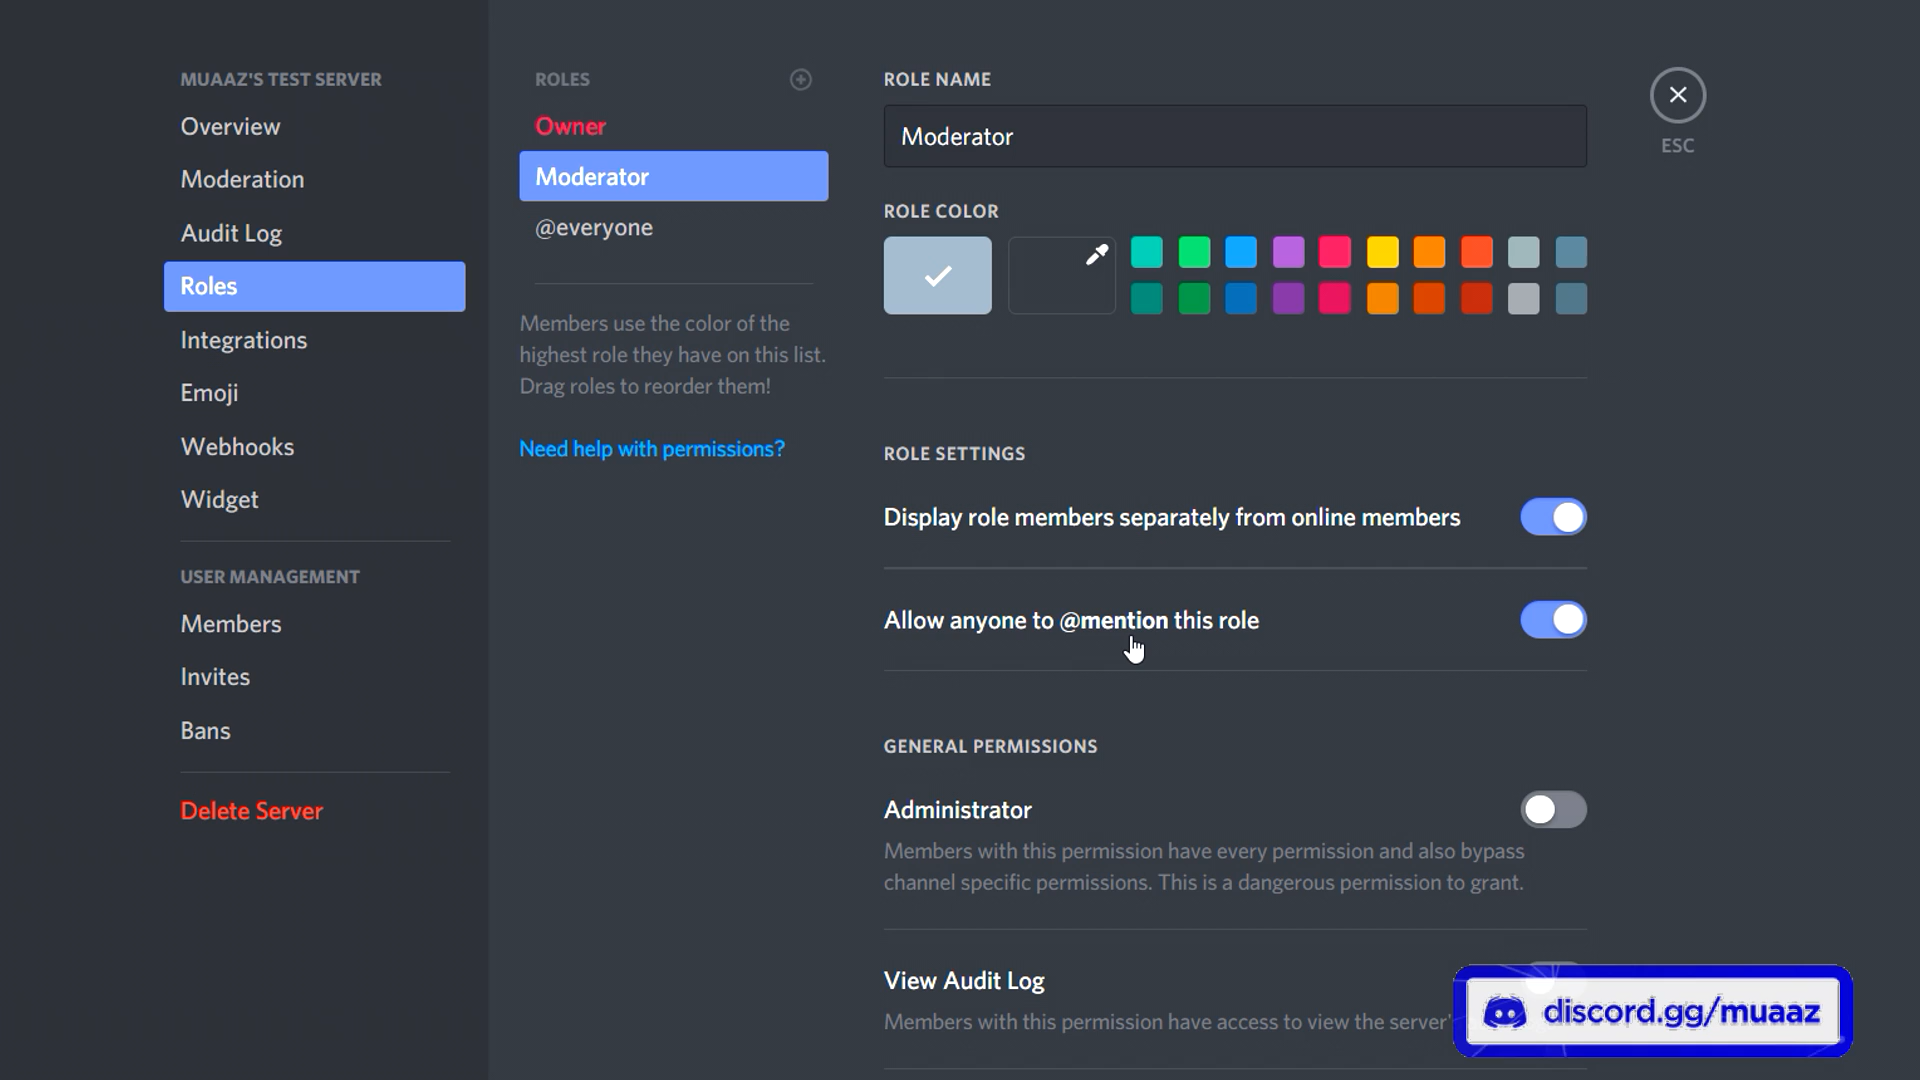 MUAAZ'S TEST SERVER
Overview
Moderation
Audit Log
Roles
Integrations
Emoji
Webhooks
Widget
USER MANAGEMENT
Members
Invites
Bans
Delete Server
ROLES
Owner
Moderator
@everyone
Members use the color of the
highest role they have on this list.
Drag roles to reorder them!
Need help with permissions?
ROLE NAME
Moderator
ROLE COLOR
ROLE SETTINGS
Display role members separately from online members
Allow anyone to @mention this role
GENERAL PERMISSIONS
Administrator
Members with this permission have every permission and also bypass
channel specific permissions. This is a dangerous permission to grant.
View Audit Log
Members with this permission have access to view the server'
ESC
discord.gg/muaaz